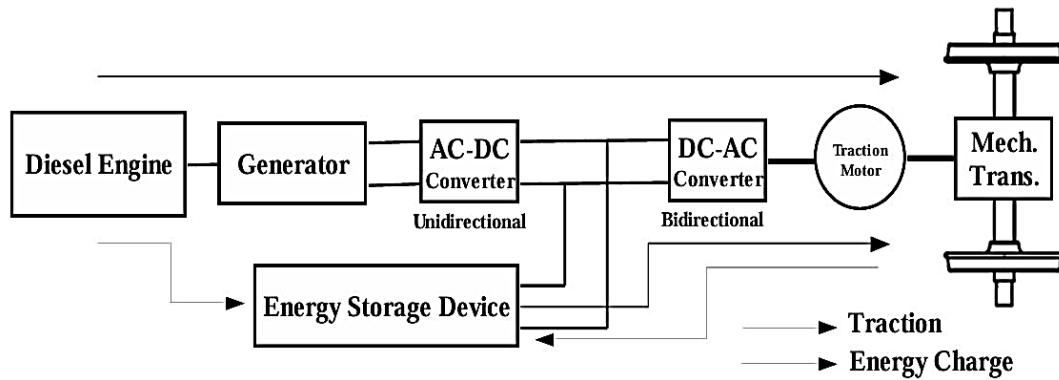 Diesel Engine
Generator
AC-DC
Converter
Unidirectional
DC-AC
Converter
Bidirectional
Traction
Motor
Mech.
Trans.
Energy Storage Device
Traction
Energy Charge